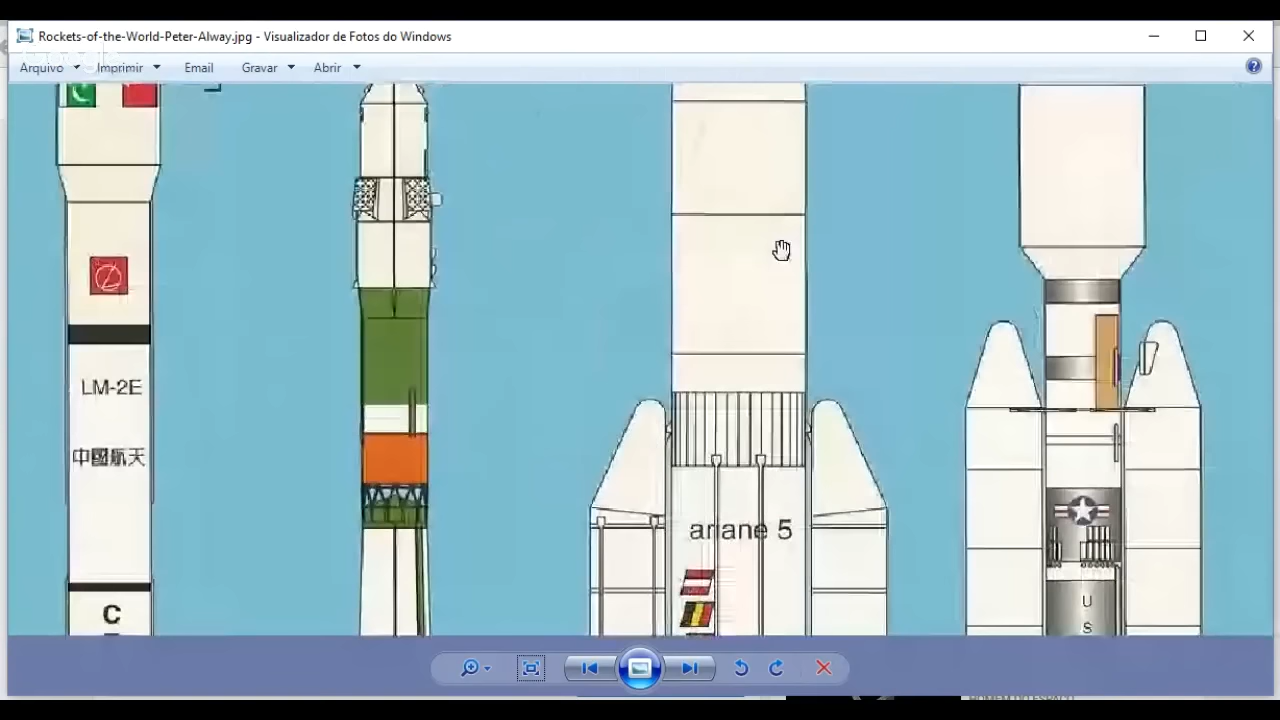 Rockets-of-the-World-Peter-Alway.jpg - Visualizador de Fotos do Windows
Arquivo Imprimir Email Gravar Abrir
LM-2E
中國航天
C
ariane 5
U
S